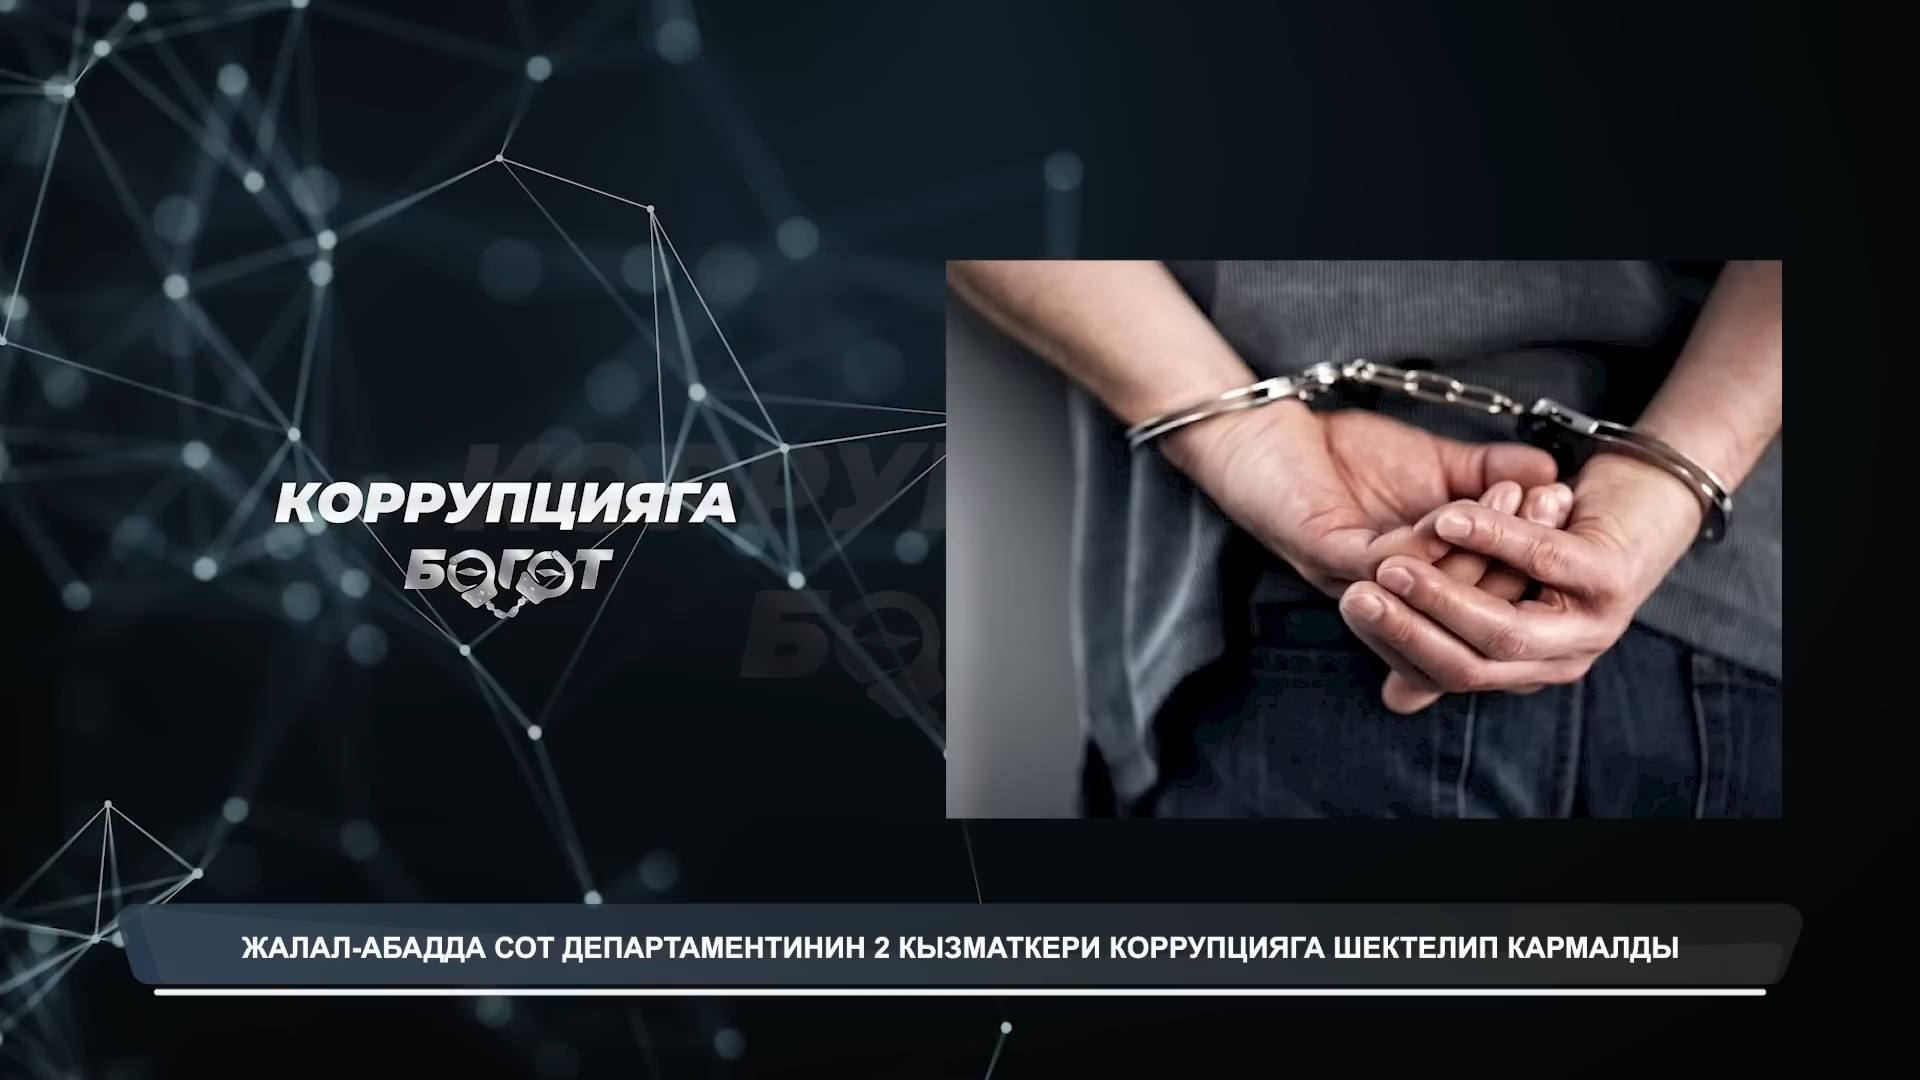 КОРРУПЦИЯГА
БӨГӨТ
ЖАЛАЛ-АБАДДА СОТ ДЕПАРТАМЕНТИНИН 2 КЫЗМАТКЕРИ КОРРУПЦИЯГА ШЕКТЕЛИП КАРМАЛДЫ